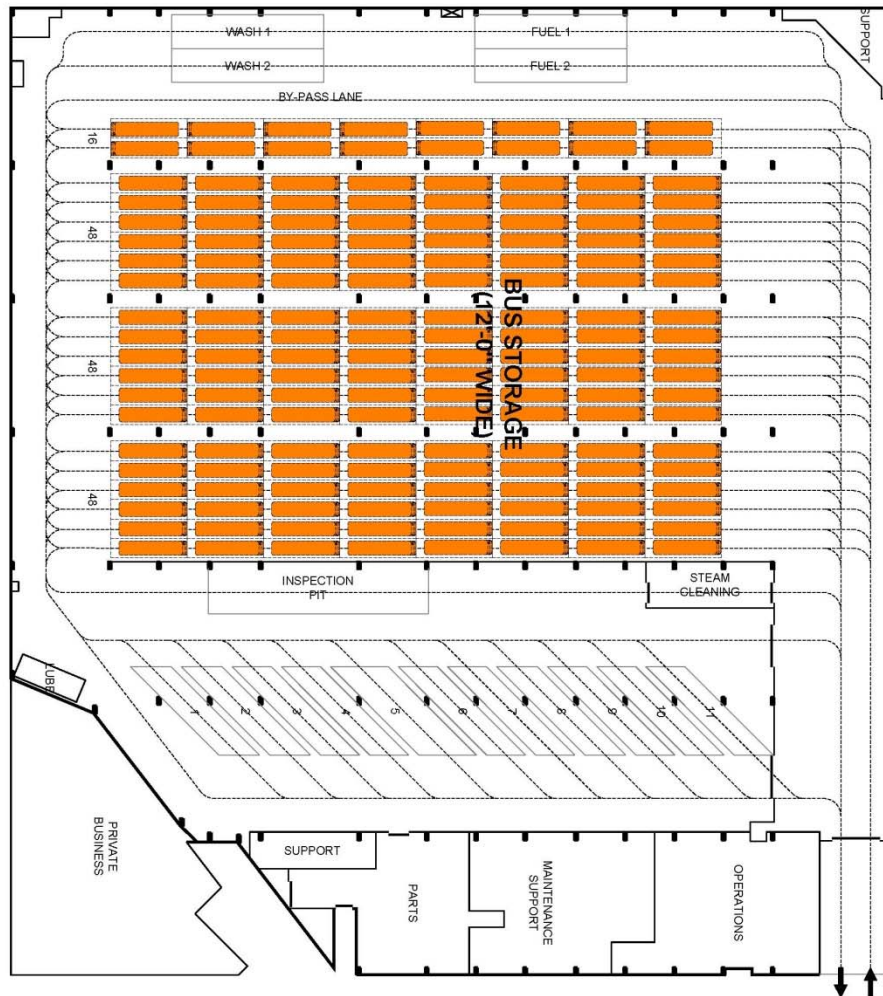 WASH 1
FUEL 1
SUPPORT
WASH 2
FUEL 2
BY-PASS LANE
16
48
BUS STORAGE
(12'-0" WIDE)
48
48
INSPECTION
PIT
STEAM
CLEANING
LUBE
1
2
3
4
5
6
7
8
9
10
11
PRIVATE
BUSINESS
SUPPORT
PARTS
MAINTENANCE
SUPPORT
OPERATIONS